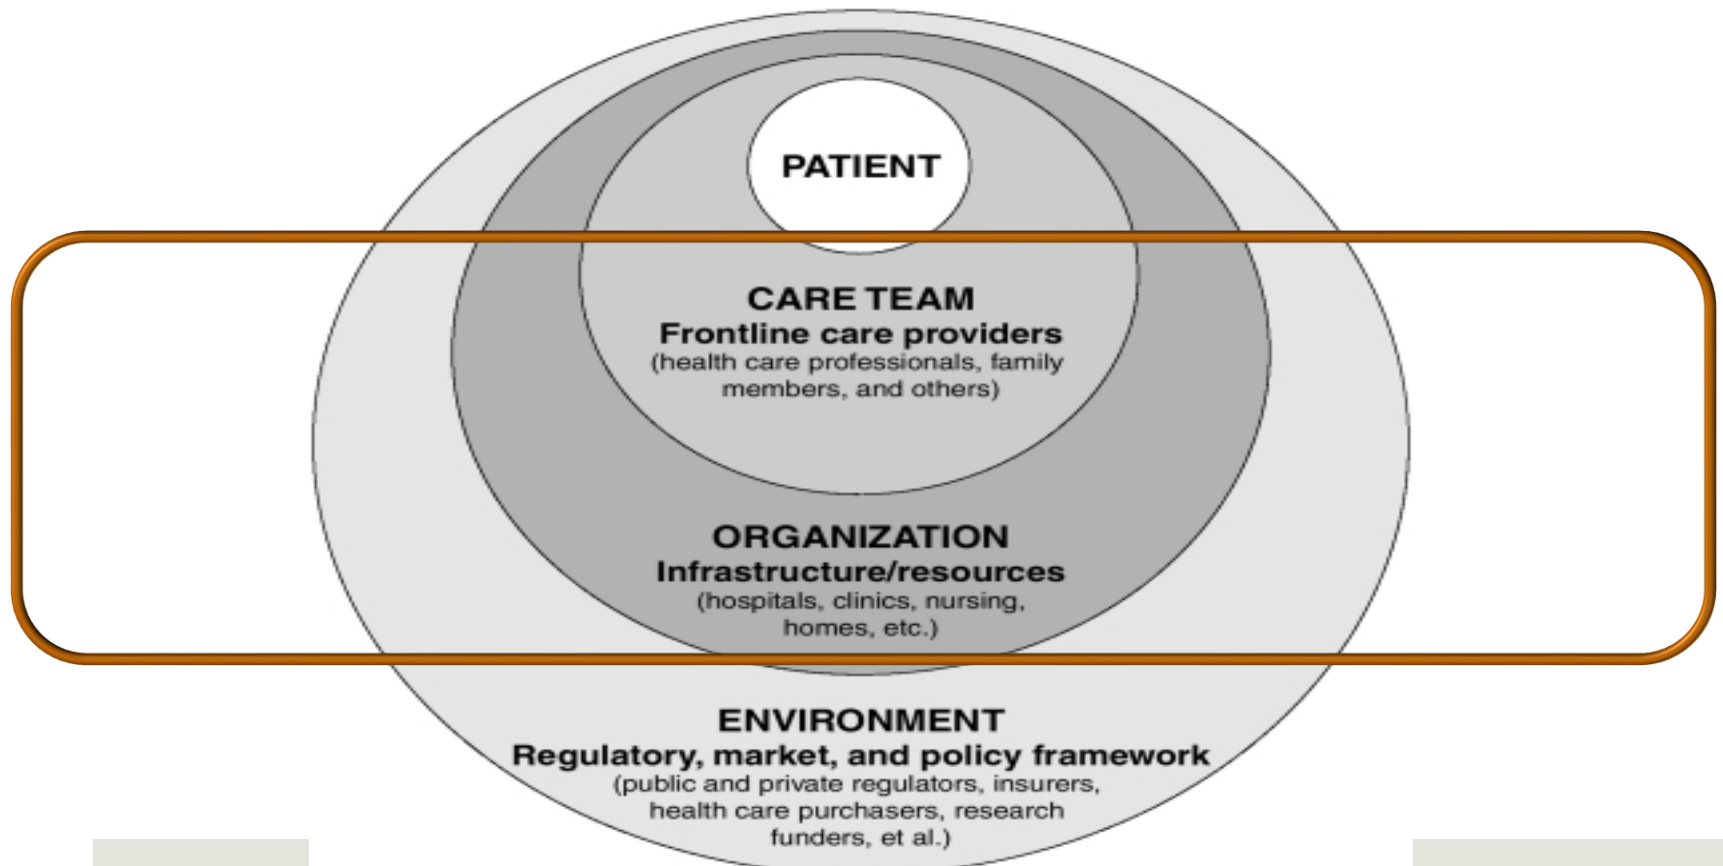 PATIENT
CARE TEAM
Frontline care providers
(health care professionals, family
members, and others)
ORGANIZATION
Infrastructure/resources
(hospitals, clinics, nursing,
homes, etc.)
ENVIRONMENT
Regulatory, market, and policy framework
(public and private regulators, insurers,
health care purchasers, research
funders, et al.)